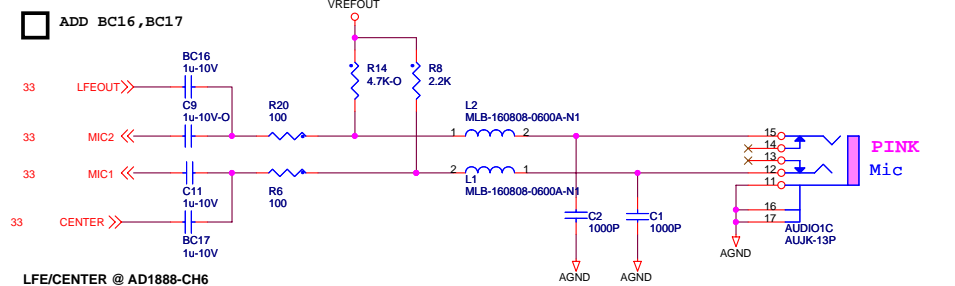 VREFOUT
ADD BC16,BC17
BC16
1u-10V
33 LFEOUT
C9
1u-10V-O
33 MIC2
R20
100
R14
4.7K-O
R8
2.2K
L2
MLB-160808-0600A-N1
1 2
33 MIC1
C11
1u-10V
R6
100
2 1
L1
MLB-160808-0600A-N1
33 CENTER
BC17
1u-10V
C2
1000P
C1
1000P
AGND
AGND
AGND
15
14
13
12
11
16
17
PINK
Mic
AUDIO1C
AUJK-13P
LFE/CENTER @ AD1888-CH6